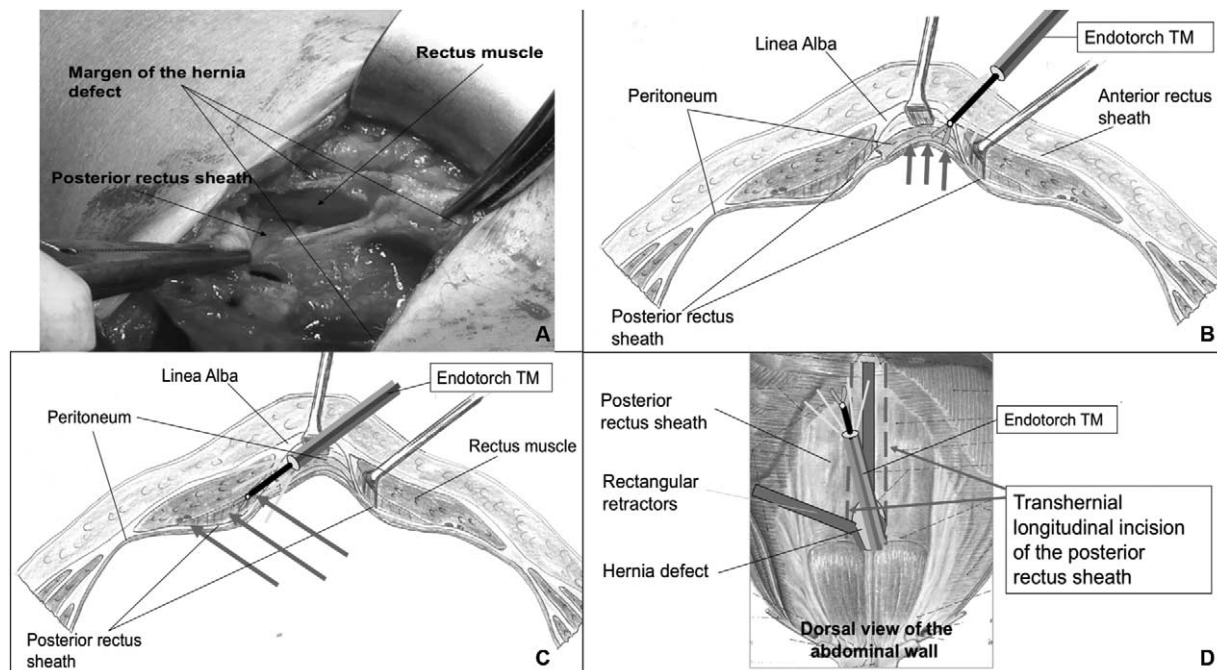 Rectus muscle
Margen of the hernia
defect
Posterior rectus sheath
A
Linea Alba
Endotorch TM
Peritoneum
Anterior rectus
sheath
Posterior rectus
sheath
B
Linea Alba
Endotorch TM
Peritoneum
Rectus muscle
Posterior rectus
sheath
C
Posterior
rectus sheath
Endotorch TM
Rectangular
retractors
Transhernial
longitudinal incision
of the posterior
rectus sheath
Hernia defect
Dorsal view of the
abdominal wall
D